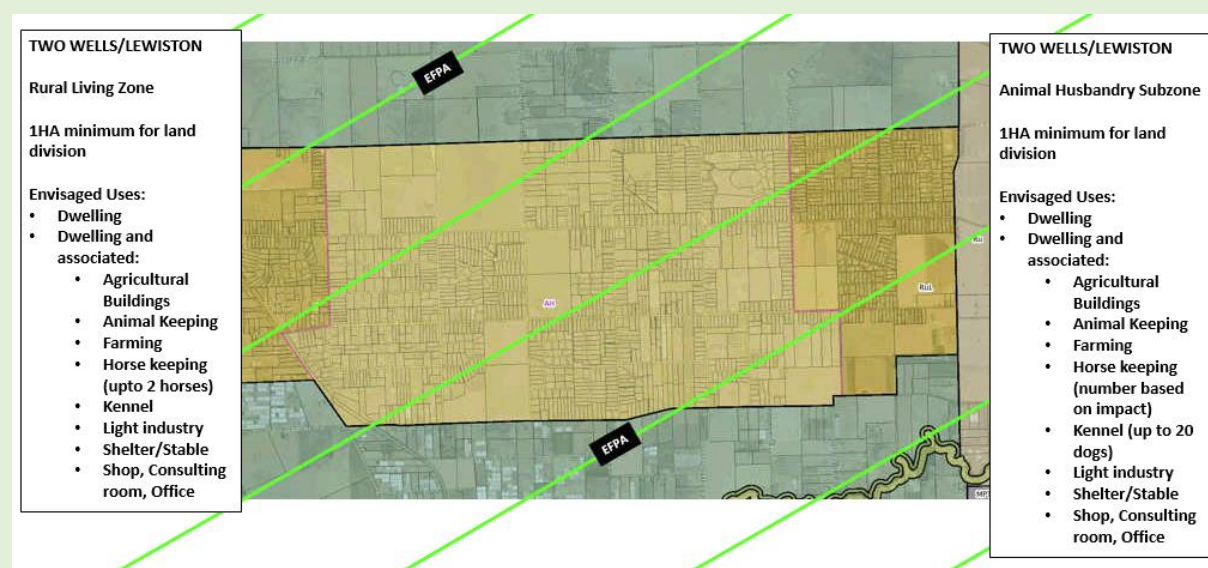 TWO WELLS/LEWISTON
Rural Living Zone
1HA minimum for land
division
Envisaged Uses:
• Dwelling
• Dwelling and
associated:
• Agricultural
Buildings
• Animal Keeping
• Farming
• Horse keeping
(upto 2 horses)
• Kennel
• Light industry
• Shelter/Stable
• Shop, Consulting
room, Office
EFPA
AH
EFPA
RuL
Ru
TWO WELLS/LEWISTON
Animal Husbandry Subzone
1HA minimum for land
division
Envisaged Uses:
• Dwelling
• Dwelling and
associated:
• Agricultural
Buildings
• Animal Keeping
• Farming
• Horse keeping
(number based
on impact)
• Kennel (up to 20
dogs)
• Light industry
• Shelter/Stable
• Shop, Consulting
room, Office